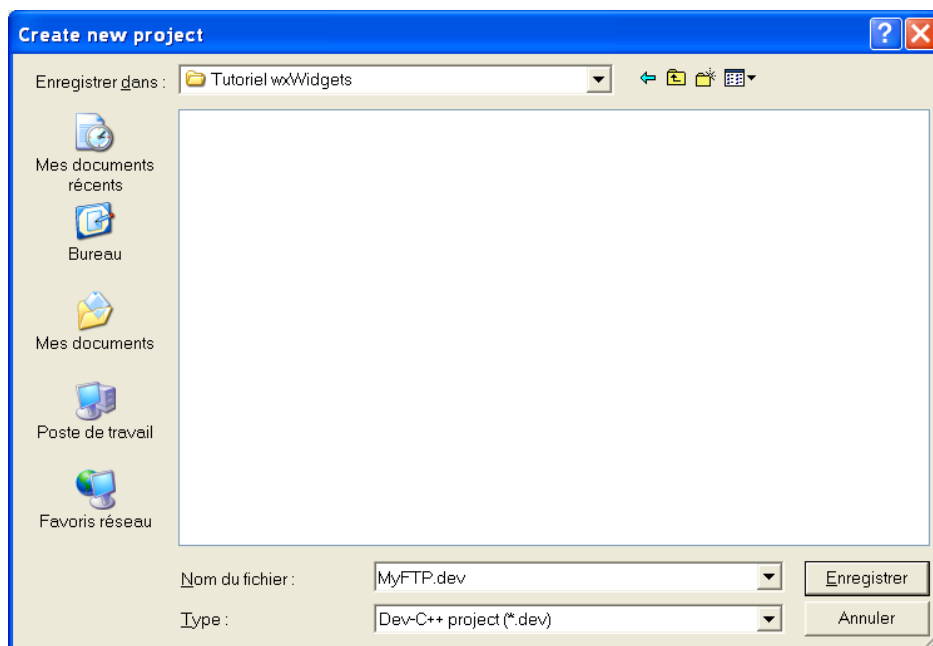 Create new project
Enregistrer dans :
Tutoriel wxWidgets
Mes documents
récents
Bureau
Mes documents
Poste de travail
Favoris réseau
Nom du fichier :
MyFTP.dev
Enregistrer
Type :
Dev-C++ project (*.dev)
Annuler